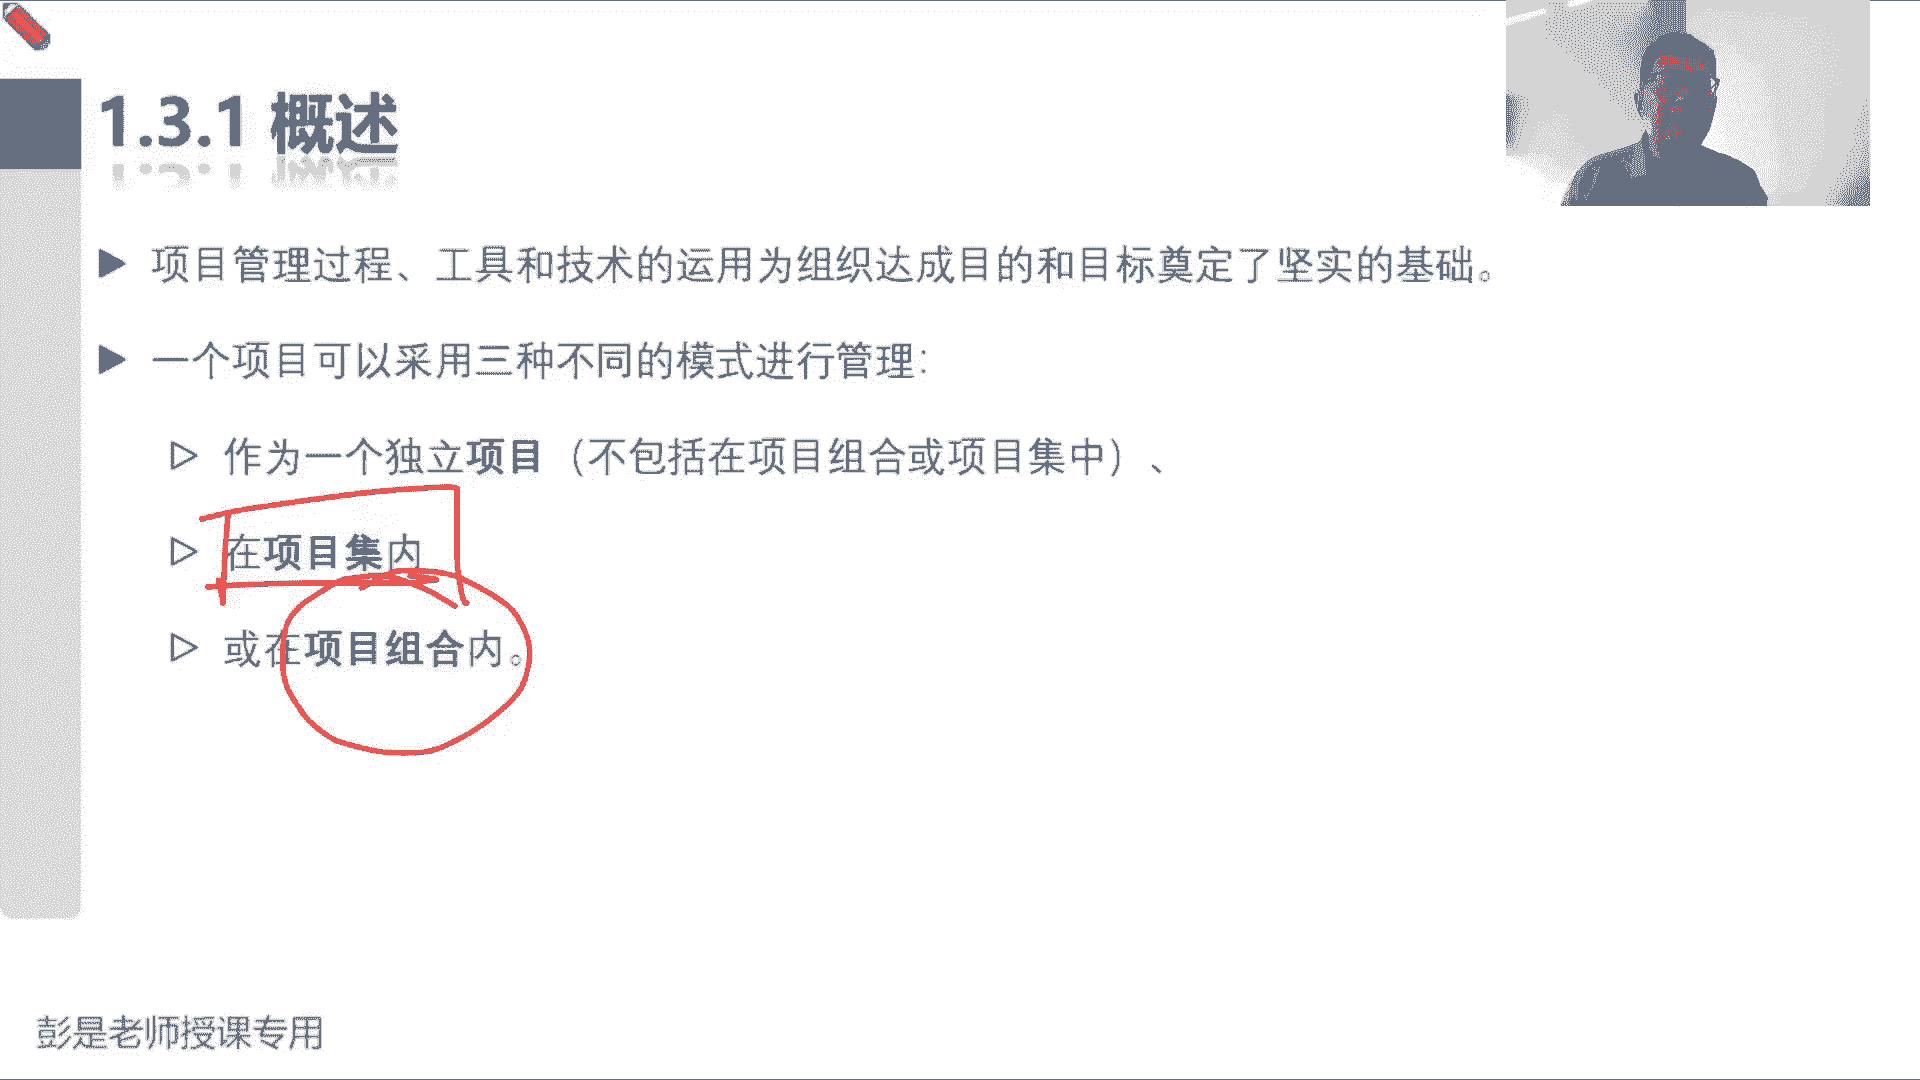 1.3.1 概述
项目管理过程、工具和技术的运用为组织达成目的和目标奠定了坚实的基础。
一个项目可以采用三种不同的模式进行管理：
作为一个独立项目（不包括在项目组合或项目集中）、
在项目集内
或在项目组合内。
彭是老师授课专用